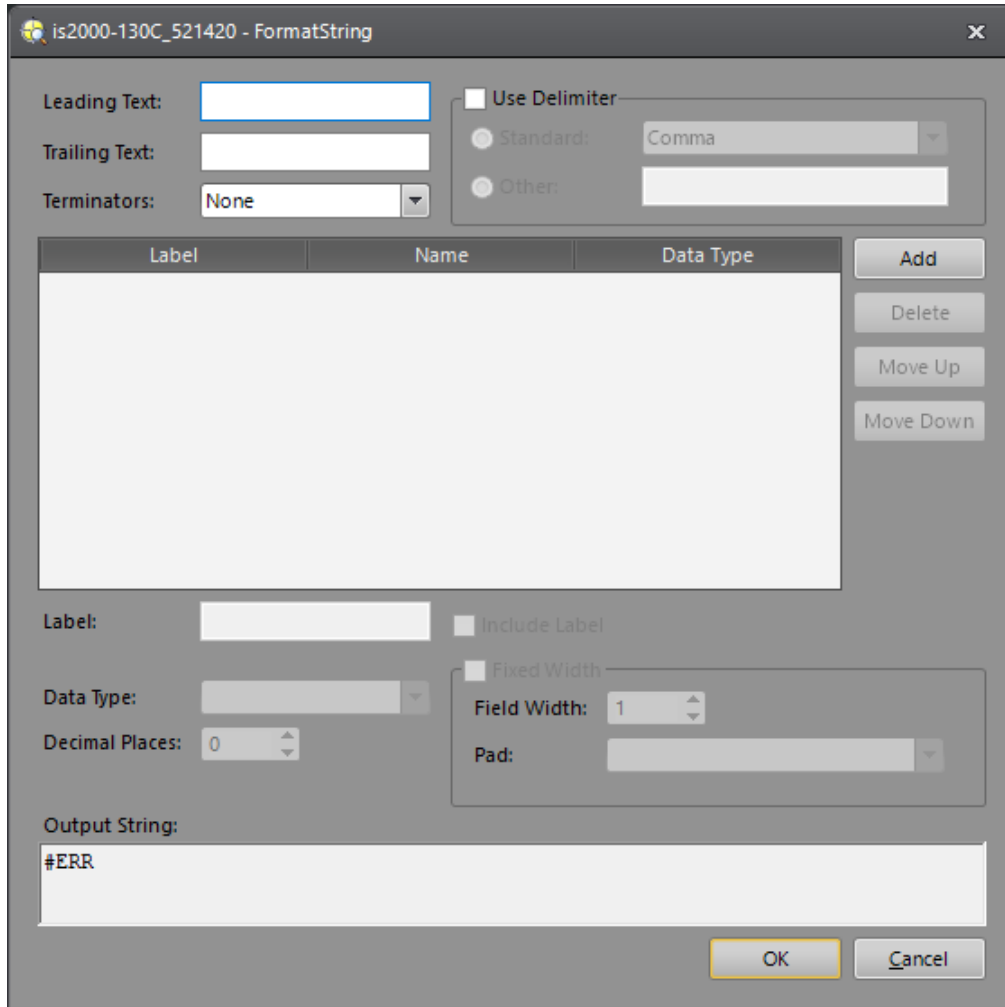 is2000-130C_521420 - FormatString
Leading Text:
Use Delimiter
Standard: Comma
Trailing Text:
Other:
Terminators: None
Label Name Data Type
Add
Delete
Move Up
Move Down
Label:
Include Label
Fixed Width
Data Type:
Field Width: 1
Decimal Places: 0
Pad:
Output String:
#ERR
OK Cancel